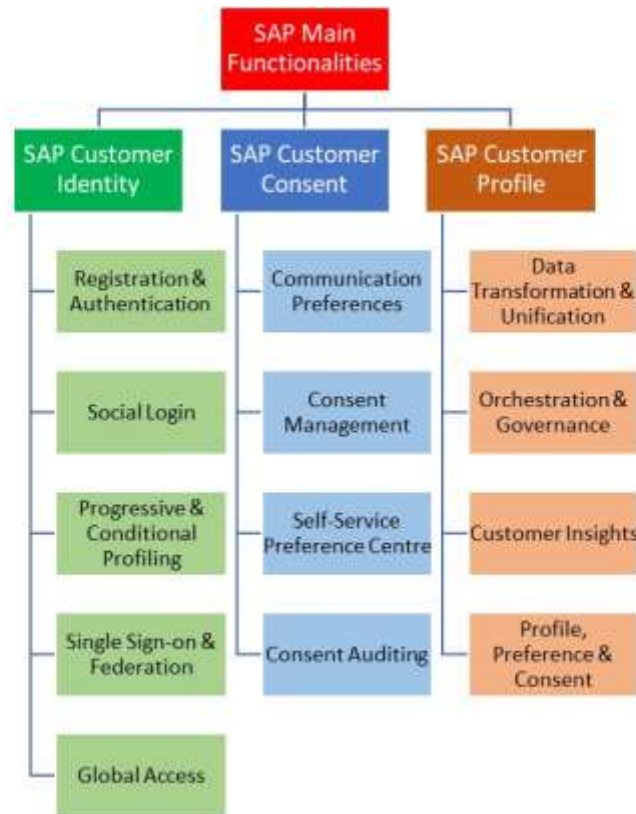 SAP Main
Functionalities
SAP Customer
Identity
SAP Customer
Consent
SAP Customer
Profile
Registration &
Authentication
Communication
Preferences
Data
Transformation &
Unification
Social Login
Consent
Management
Orchestration &
Governance
Progressive &
Conditional
Profiling
Self-Service
Preference Centre
Customer Insights
Single Sign-on &
Federation
Consent Auditing
Profile,
Preference &
Consent
Global Access